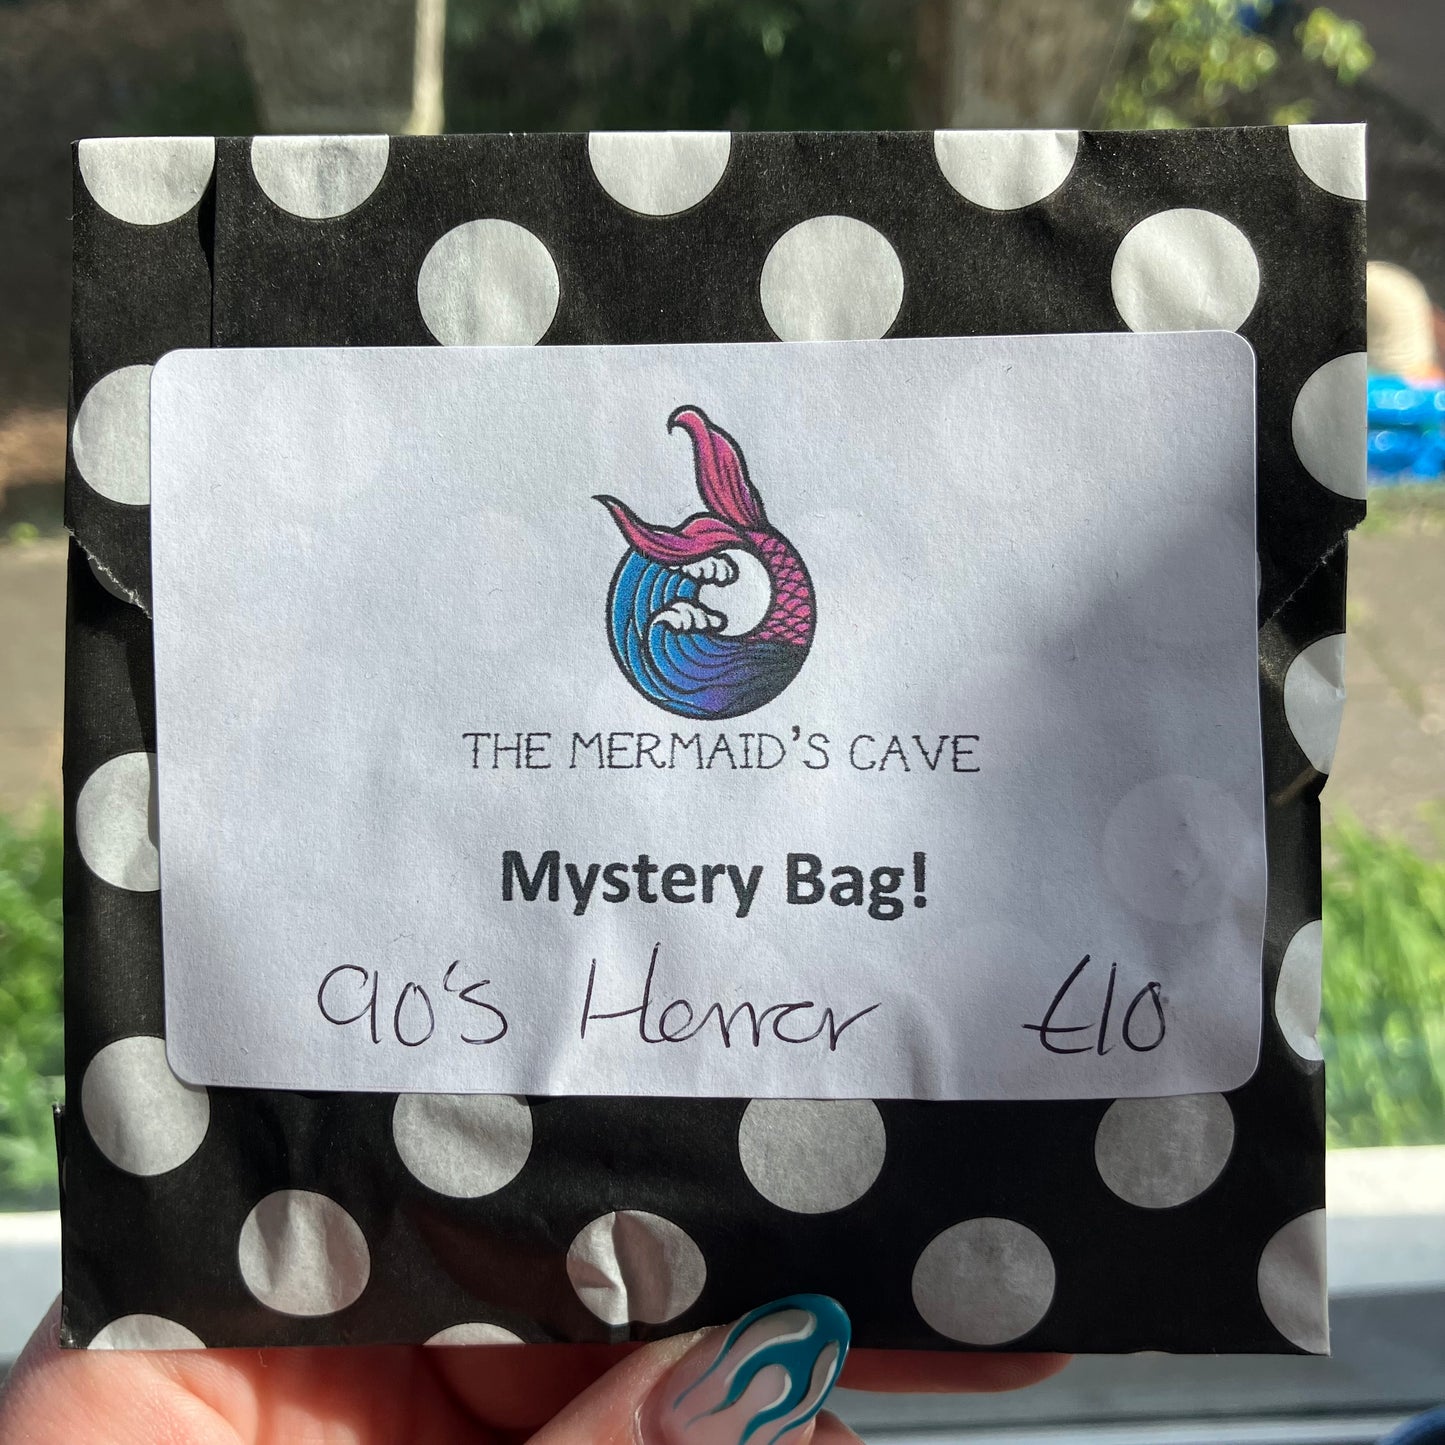 THE MERMAID'S CAVE
Mystery Bag!
90's Horror £10